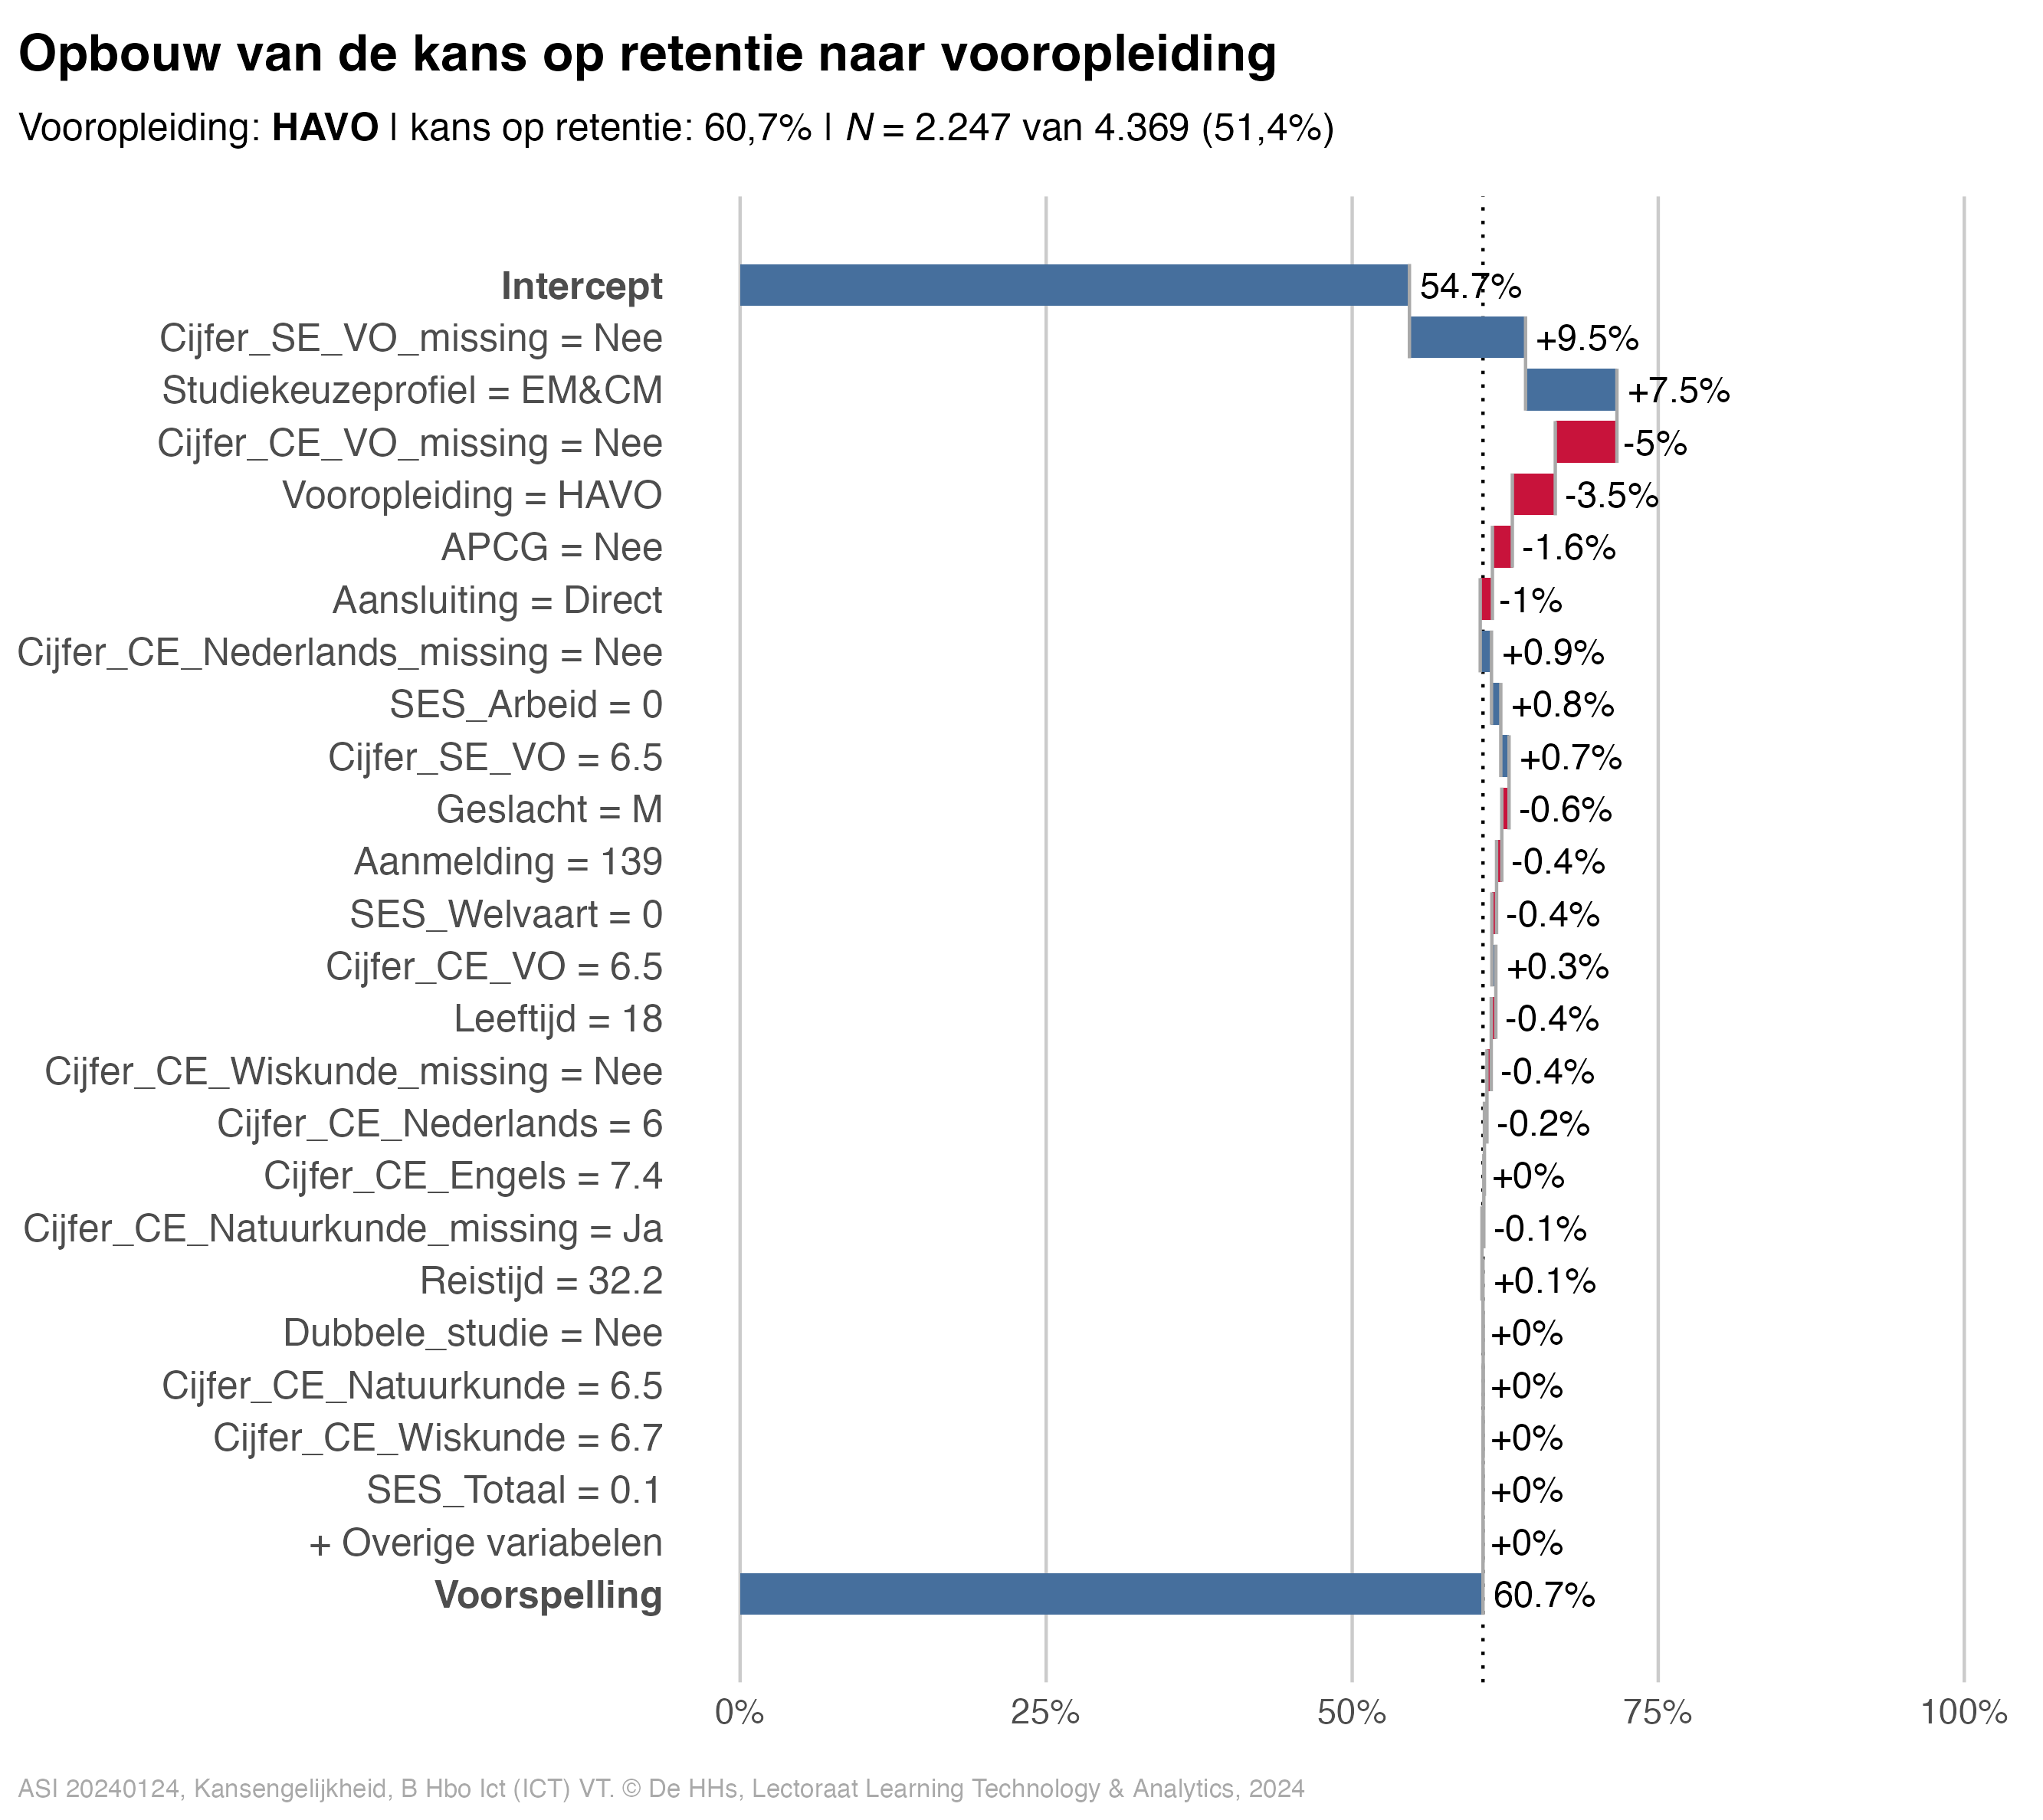 Opbouw van de kans op retentie naar vooropleiding
Vooropleiding: HAVO | kans op retentie: 60,7% | N = 2.247 van 4.369 (51,4%)
Intercept 54.7%
Cijfer_SE_VO_missing = Nee +9.5%
Studiekeuzeprofiel = EM&CM +7.5%
Cijfer_CE_VO_missing = Nee -5%
Vooropleiding = HAVO -3.5%
APCG = Nee -1.6%
Aansluiting = Direct -1%
Cijfer_CE_Nederlands_missing = Nee +0.9%
SES_Arbeid = 0 +0.8%
Cijfer_SE_VO = 6.5 +0.7%
Geslacht = M -0.6%
Aanmelding = 139 -0.4%
SES_Welvaart = 0 -0.4%
Cijfer_CE_VO = 6.5 +0.3%
Leeftijd = 18 -0.4%
Cijfer_CE_Wiskunde_missing = Nee -0.4%
Cijfer_CE_Nederlands = 6 -0.2%
Cijfer_CE_Engels = 7.4 +0%
Cijfer_CE_Natuurkunde_missing = Ja -0.1%
Reistijd = 32.2 +0.1%
Dubbele_studie = Nee +0%
Cijfer_CE_Natuurkunde = 6.5 +0%
Cijfer_CE_Wiskunde = 6.7 +0%
SES_Totaal = 0.1 +0%
+ Overige variabelen +0%
Voorspelling 60.7%
0% 25% 50% 75% 100%
ASI 20240124, Kansengelijkheid, B Hbo Ict (ICT) VT. © De HHs, Lectoraat Learning Technology & Analytics, 2024